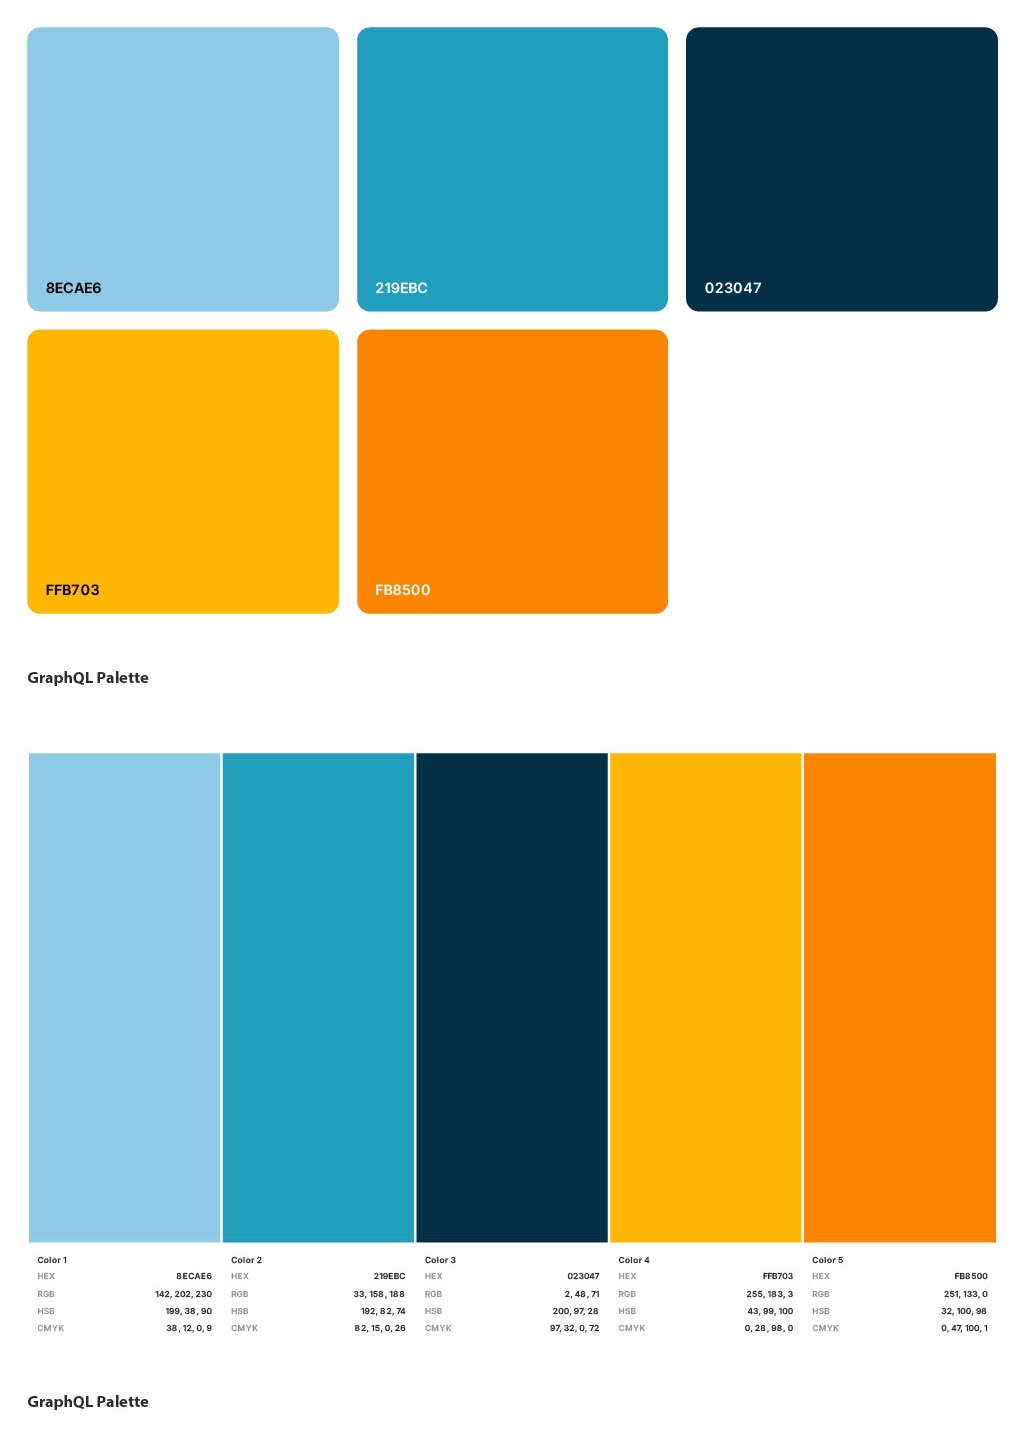 8ECAE6
219EBC
023047
FFB703
FB8500
GraphQL Palette
Color 1
HEX 8ECAE6
RGB 142, 202, 230
HSB 199, 38, 90
CMYK 38, 12, 0, 9
Color 2
HEX 219EBC
RGB 33, 158, 188
HSB 192, 82, 74
CMYK 82, 15, 0, 26
Color 3
HEX 023047
RGB 2, 48, 71
HSB 200, 97, 28
CMYK 97, 32, 0, 72
Color 4
HEX FFB703
RGB 255, 183, 3
HSB 43, 99, 100
CMYK 0, 28, 98, 0
Color 5
HEX FB8500
RGB 251, 133, 0
HSB 32, 100, 98
CMYK 0, 47, 100, 1
GraphQL Palette